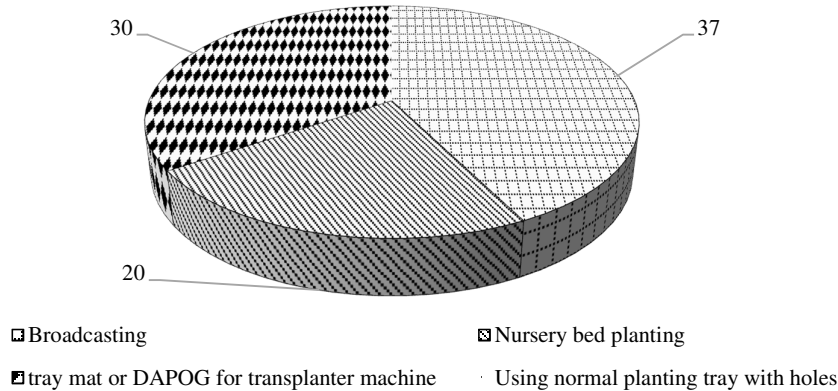 30
37
20
Broadcasting
Nursery bed planting
tray mat or DAPOG for transplanter machine
Using normal planting tray with holes